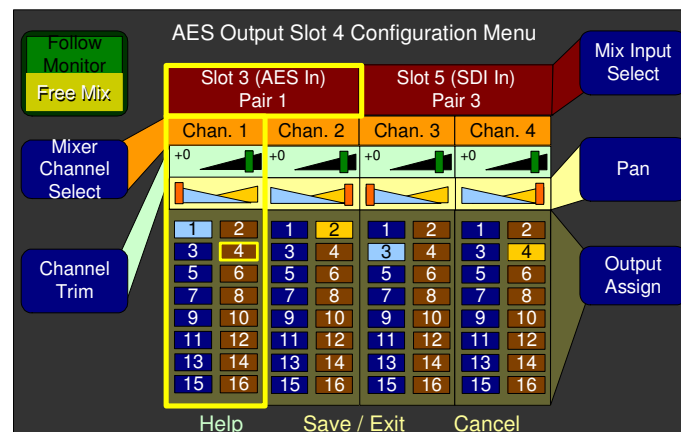 AES Output Slot 4 Configuration Menu
Follow
Monitor
Free Mix
Mix Input
Select
Slot 3 (AES In)
Pair 1
Slot 5 (SDI In)
Pair 3
Mixer
Channel
Select
Chan. 1 Chan. 2 Chan. 3 Chan. 4
+0 +0 +0 +0
Pan
Channel
Trim
Output
Assign
1 2 1 2 1 2 1 2
3 4 3 4 3 4 3 4
5 6 5 6 5 6 5 6
7 8 7 8 7 8 7 8
9 10 9 10 9 10 9 10
11 12 11 12 11 12 11 12
13 14 13 14 13 14 13 14
15 16 15 16 15 16 15 16
Help Save / Exit Cancel